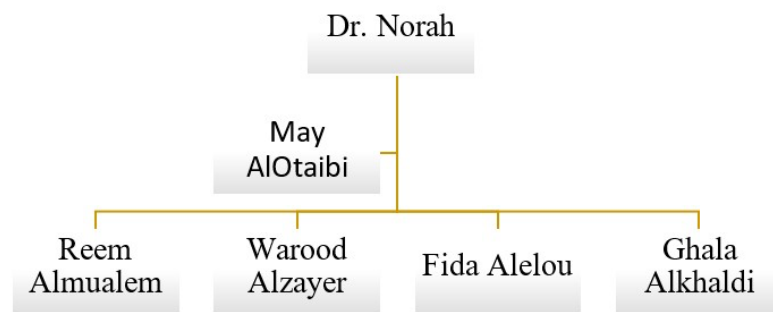 Dr. Norah
May
AlOtaibi
Reem
Almualem
Warood
Alzayer
Fida Alelou
Ghala
Alkhaldi